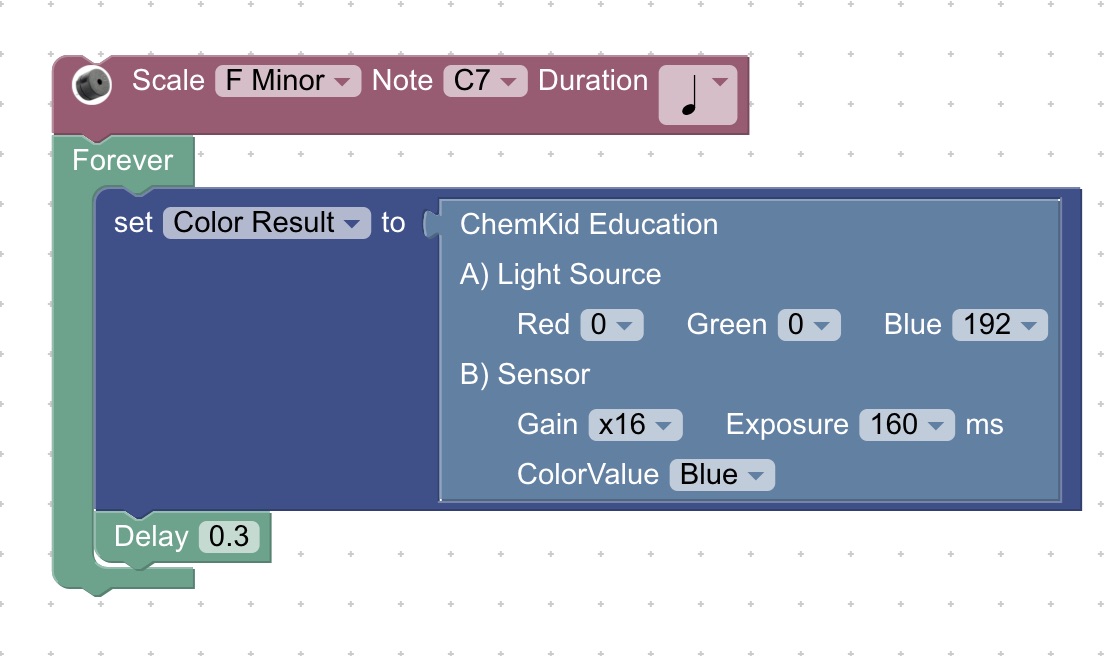 Scale F Minor Note C7 Duration
Forever
set Color Result to ChemKid Education
A) Light Source
Red 0 Green 0 Blue 192
B) Sensor
Gain x16 Exposure 160 ms
ColorValue Blue
Delay 0.3